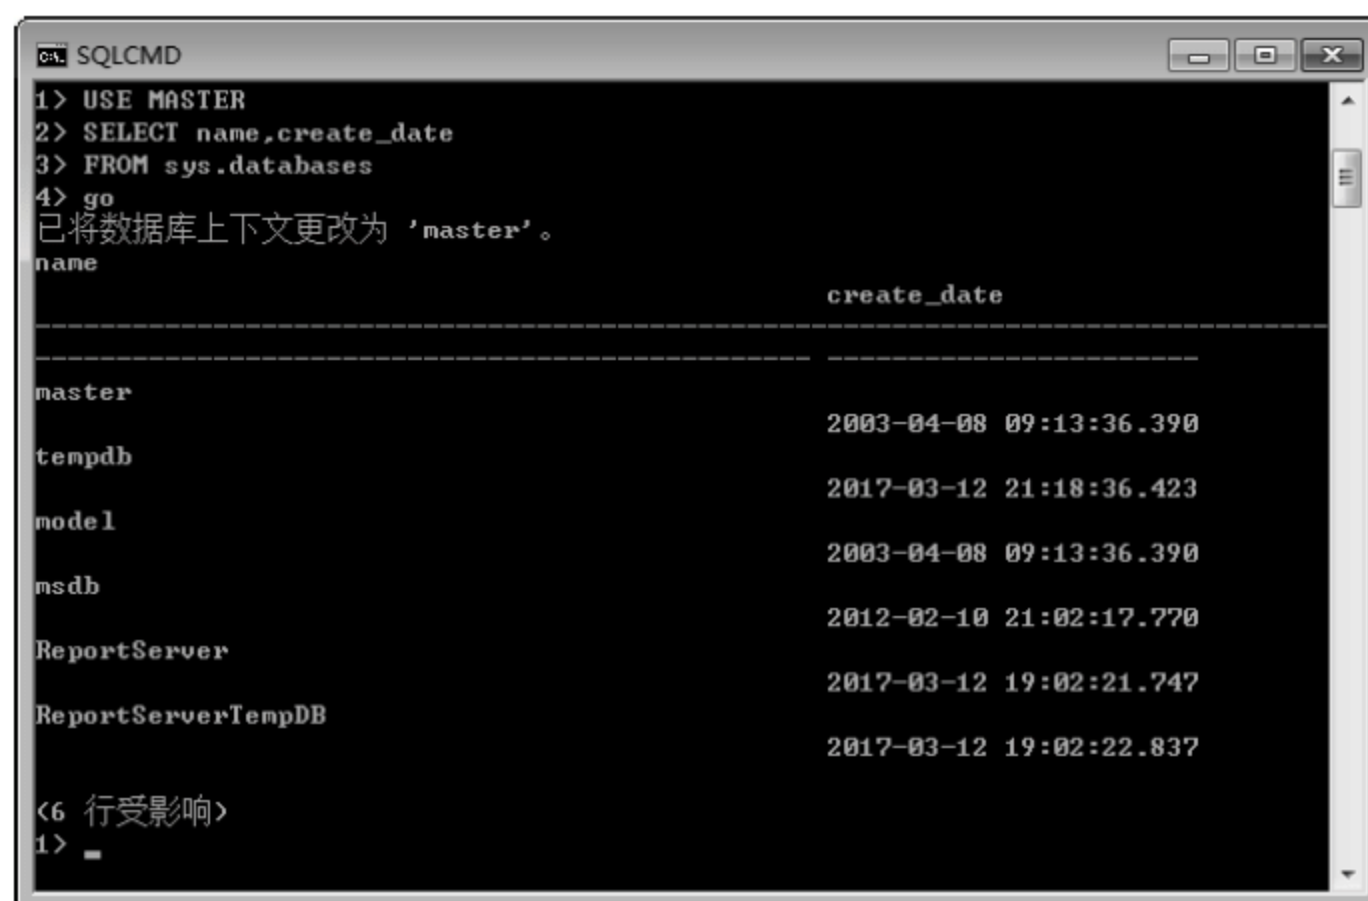 SQLCMD
1> USE MASTER
2> SELECT name,create_date
3> FROM sys.databases
4> go
已将数据库上下文更改为 'master'。
name
create_date
--------------------------------------------------------------------------------
------------------------------------------------ -----------------------
master
2003-04-08 09:13:36.390
tempdb
2017-03-12 21:18:36.423
model
2003-04-08 09:13:36.390
msdb
2012-02-10 21:02:17.770
ReportServer
2017-03-12 19:02:21.747
ReportServerTempDB
2017-03-12 19:02:22.837
(6 行受影响)
1> _